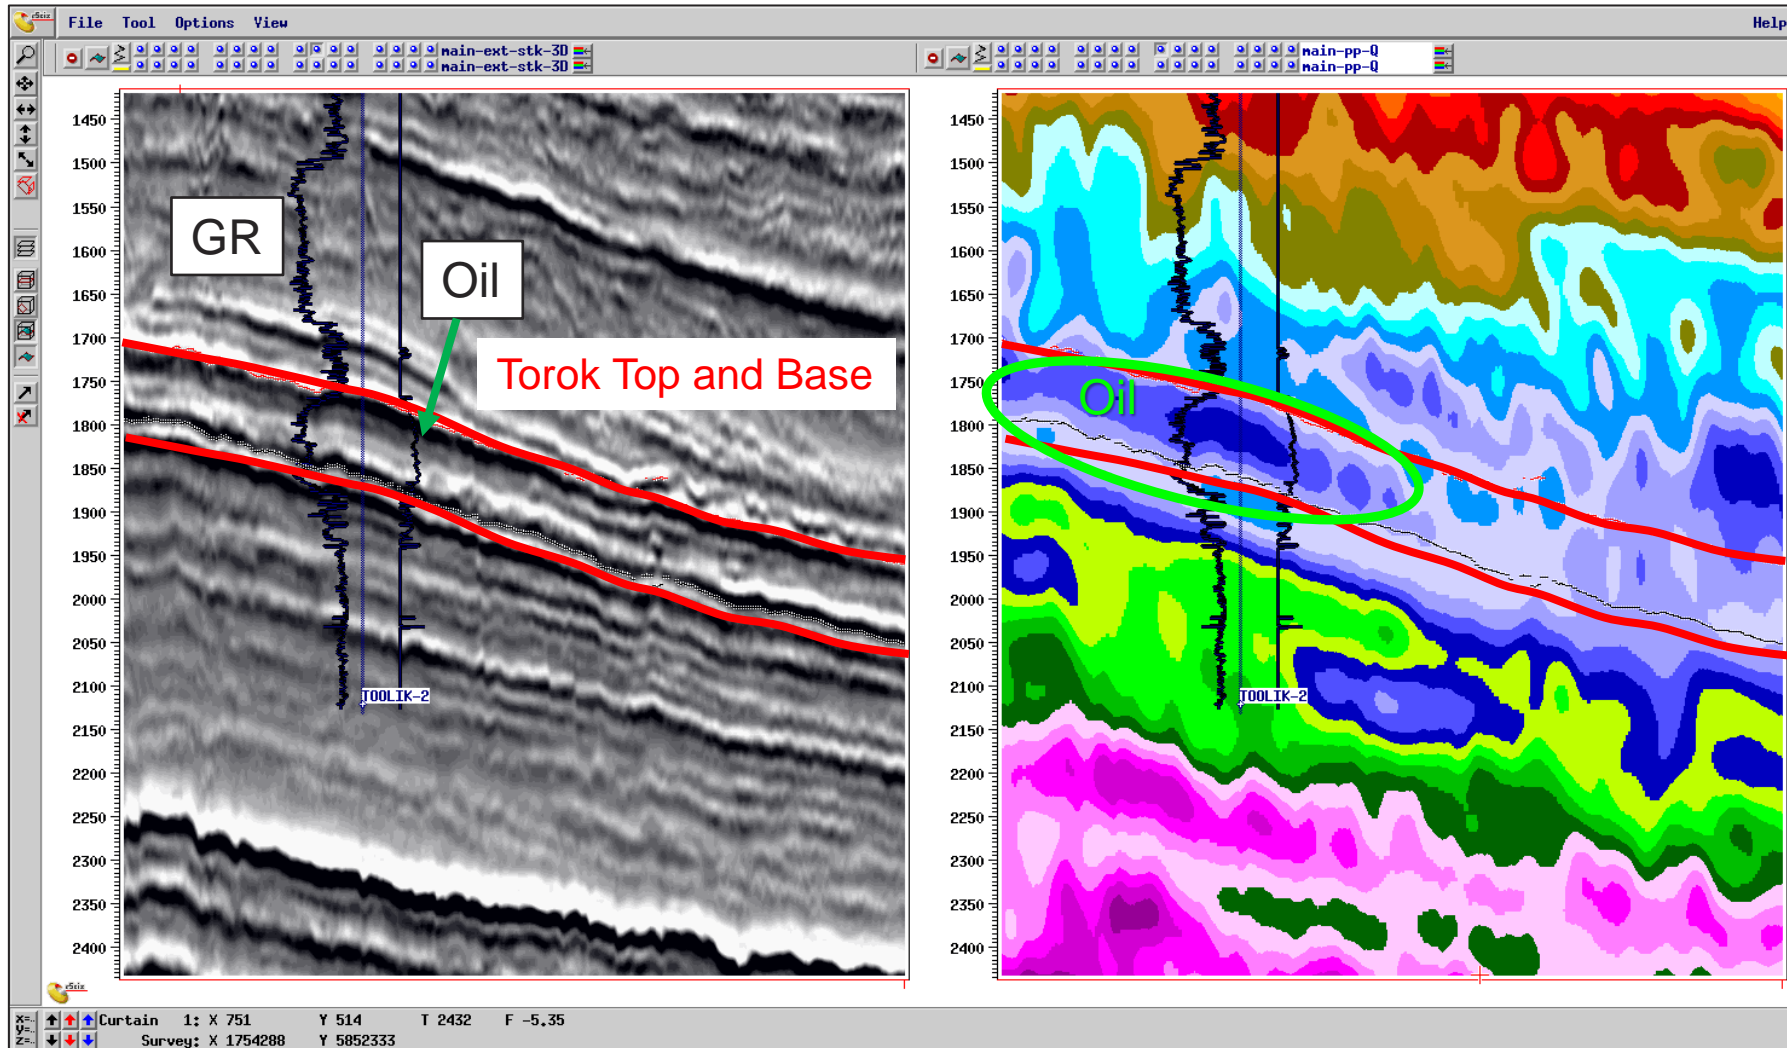 rSciz
File Tool Options View Help
main-ext-stk-3D
main-ext-stk-3D
main-pp-Q
main-pp-Q
1450
1500
1550
1600
1650
1700
1750
1800
1850
1900
1950
2000
2050
2100
2150
2200
2250
2300
2350
2400
GR
Oil
Torok Top and Base
TOOLIK-2
1450
1500
1550
1600
1650
1700
1750
1800
1850
1900
1950
2000
2050
2100
2150
2200
2250
2300
2350
2400
Oil
TOOLIK-2
rSciz
X=..
Y=..
Z=..
Curtain 1: X 751 Y 514 T 2432 F -5.35
Survey: X 1754288 Y 5852333